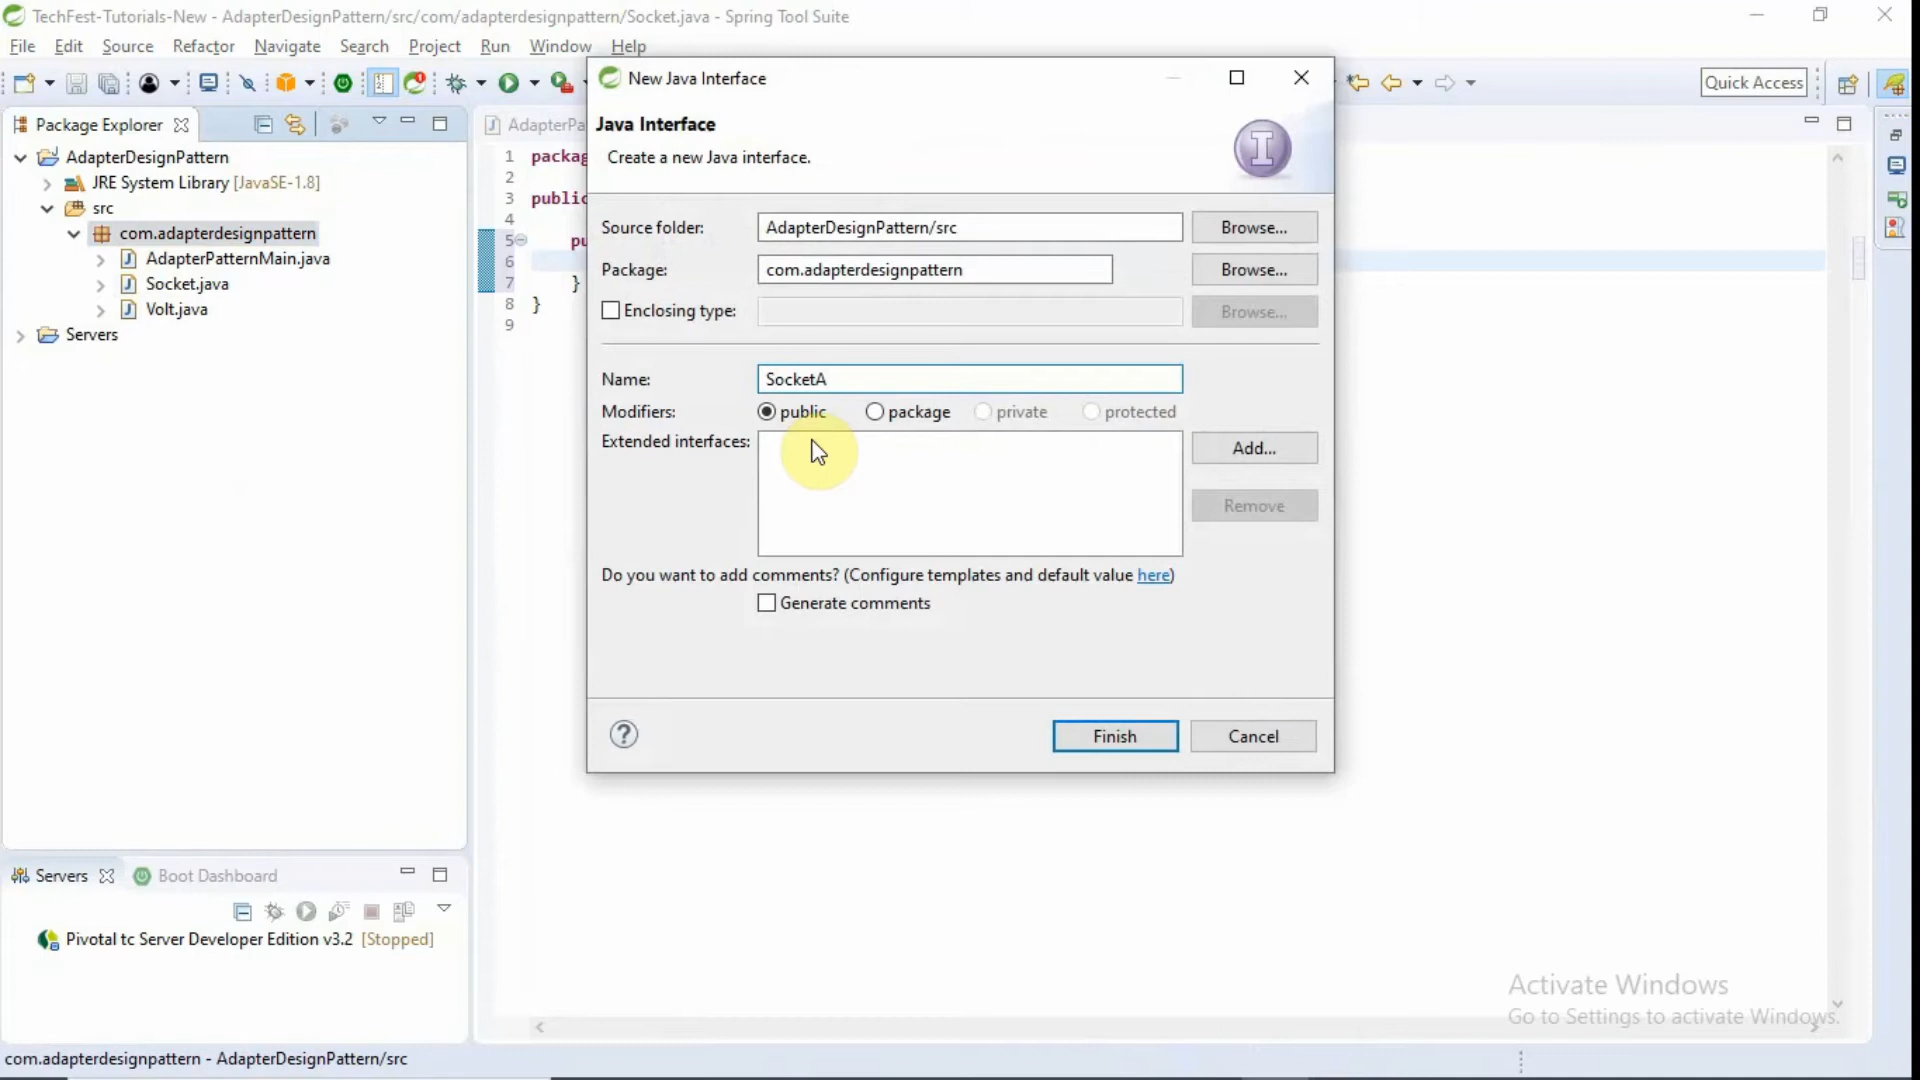 TechFest-Tutorials-New - AdapterDesignPattern/src/com/adapterdesignpattern/Socket.java - Spring Tool Suite
File Edit Source Refactor Navigate Search Project Run Window Help
Quick Access
Package Explorer
AdapterDesignPattern
JRE System Library [JavaSE-1.8]
src
com.adapterdesignpattern
AdapterPatternMain.java
Socket.java
Volt.java
Servers
AdapterPa
1 packag
2
3 public
4
5 pu
6
7 }
8 }
9
New Java Interface
Java Interface
Create a new Java interface.
I
Source folder: AdapterDesignPattern/src Browse...
Package: com.adapterdesignpattern Browse...
Enclosing type: Browse...
Name: SocketA
Modifiers: public package private protected
Extended interfaces: Add...
Remove
Do you want to add comments? (Configure templates and default value here)
Generate comments
? Finish Cancel
Servers Boot Dashboard
Pivotal tc Server Developer Edition v3.2 [Stopped]
Activate Windows
Go to Settings to activate Windows.
com.adapterdesignpattern - AdapterDesignPattern/src